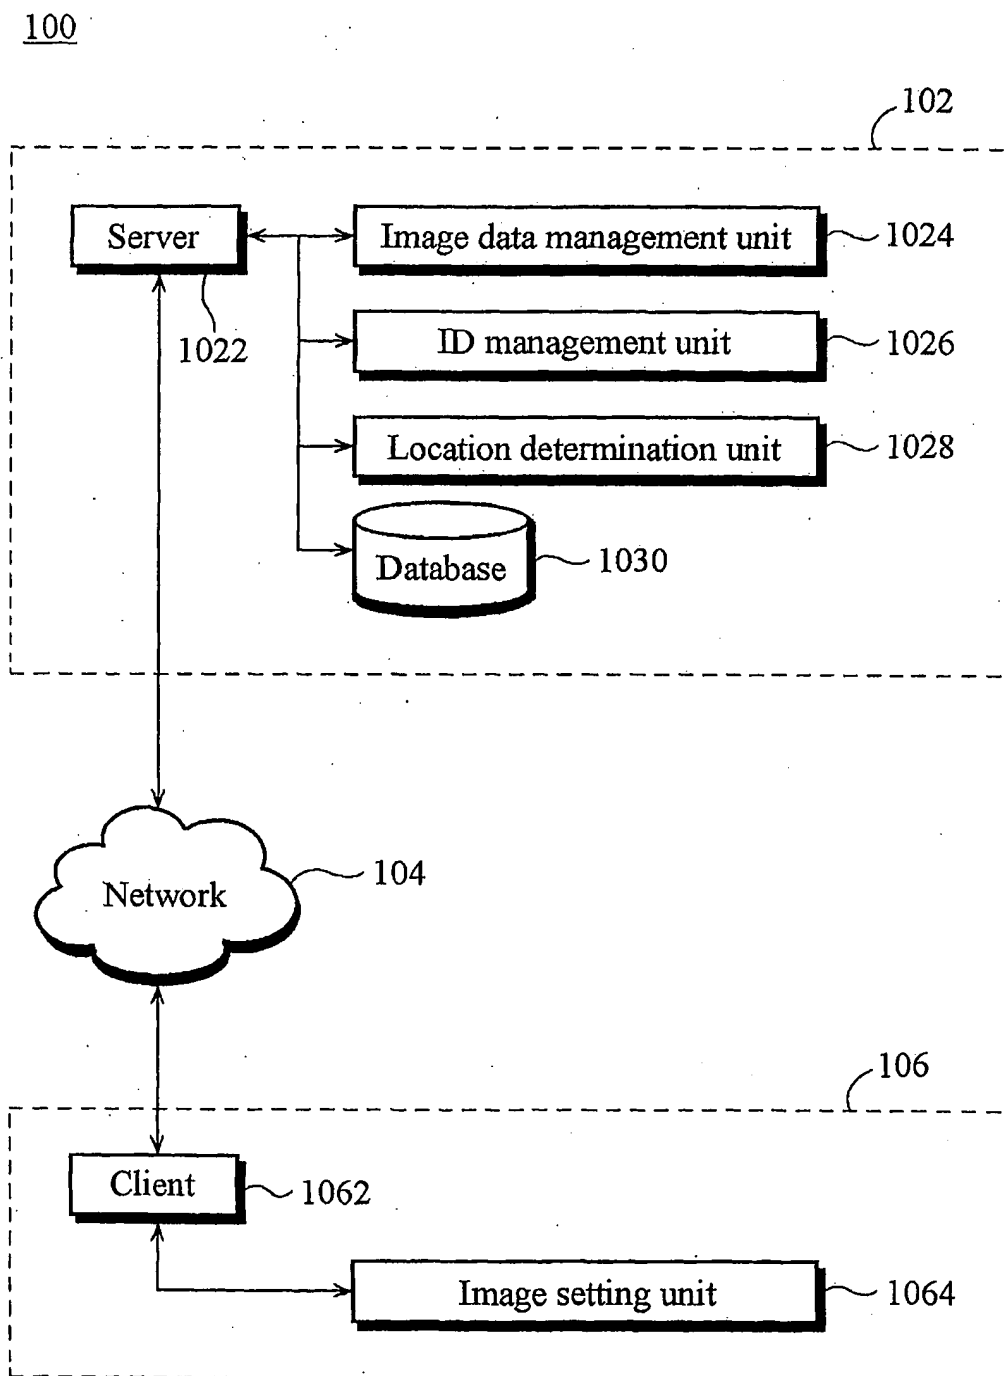 100
102
Server
Image data management unit
1024
1022
ID management unit
1026
Location determination unit
1028
Database
1030
Network
104
106
Client
1062
Image setting unit
1064